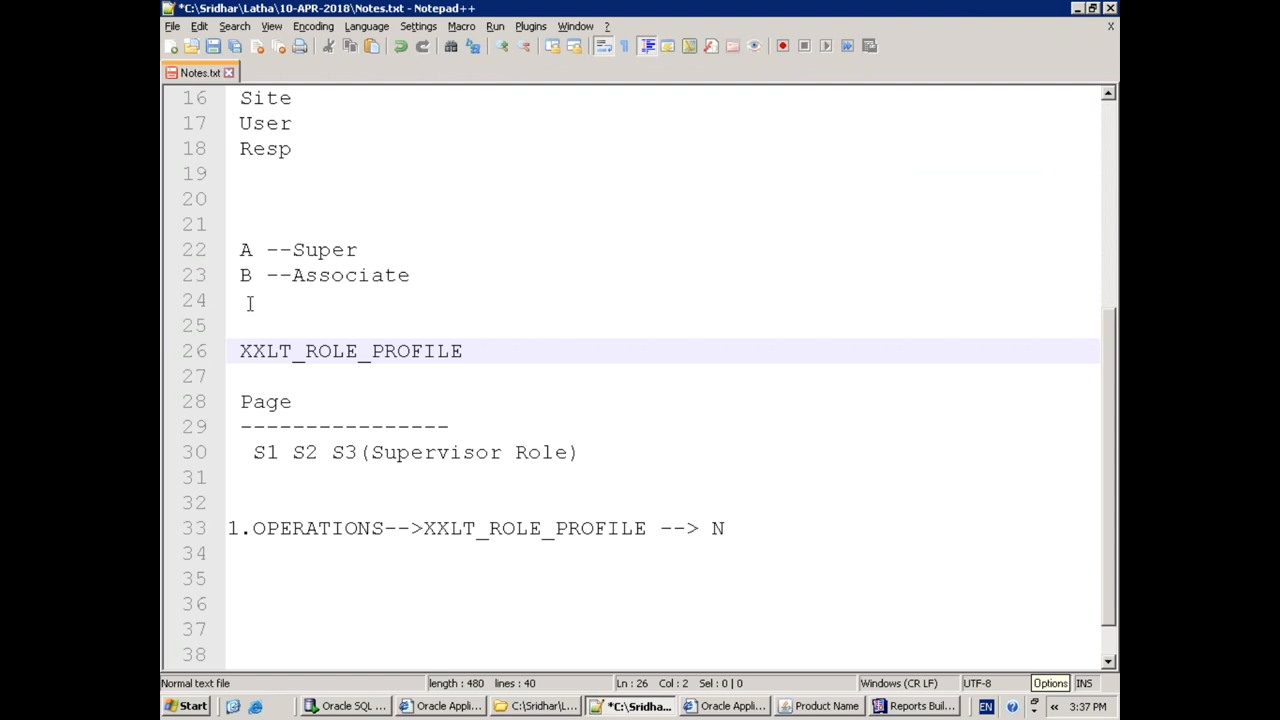 *C:\Sridhar\Latha\10-APR-2018\Notes.txt - Notepad++
File Edit Search View Encoding Language Settings Macro Run Plugins Window ? X
Notes.txt
16 Site
17 User
18 Resp
19
20
21
22 A --Super
23 B --Associate
24
25
26 XXLT_ROLE_PROFILE
27
28 Page
29 ----------------
30 S1 S2 S3(Supervisor Role)
31
32
33 1.OPERATIONS-->XXLT_ROLE_PROFILE --> N
34
35
36
37
38
Normal text file length : 480 lines : 40 Ln : 26 Col : 2 Sel : 0 | 0 Windows (CR LF) UTF-8 Options INS
Start Oracle SQL ... Oracle Appli... C:\Sridhar\L... *C:\Sridha... Oracle Appli... Product Name Reports Buil... EN « 3:37 PM